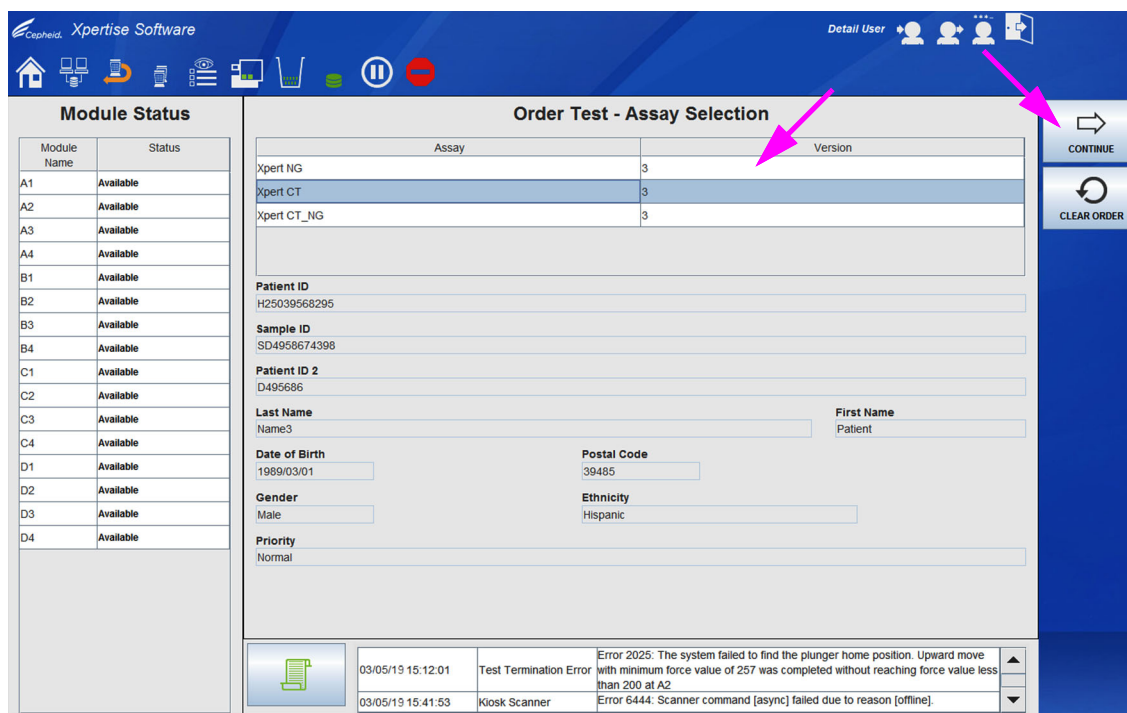 Cepheid. Xpertise Software
Detail User
Module Status
Module Name Status
A1 Available
A2 Available
A3 Available
A4 Available
B1 Available
B2 Available
B3 Available
B4 Available
C1 Available
C2 Available
C3 Available
C4 Available
D1 Available
D2 Available
D3 Available
D4 Available
Order Test - Assay Selection
Assay Version
Xpert NG 3
Xpert CT 3
Xpert CT_NG 3
Patient ID
H25039568295
Sample ID
SD4958674398
Patient ID 2
D495686
Last Name First Name
Name3 Patient
Date of Birth Postal Code
1989/03/01 39485
Gender Ethnicity
Male Hispanic
Priority
Normal
03/05/19 15:12:01 Test Termination Error Error 2025: The system failed to find the plunger home position. Upward move
with minimum force value of 257 was completed without reaching force value less
than 200 at A2
03/05/19 15:41:53 Kiosk Scanner Error 6444: Scanner command [async] failed due to reason [offline].
CONTINUE
CLEAR ORDER